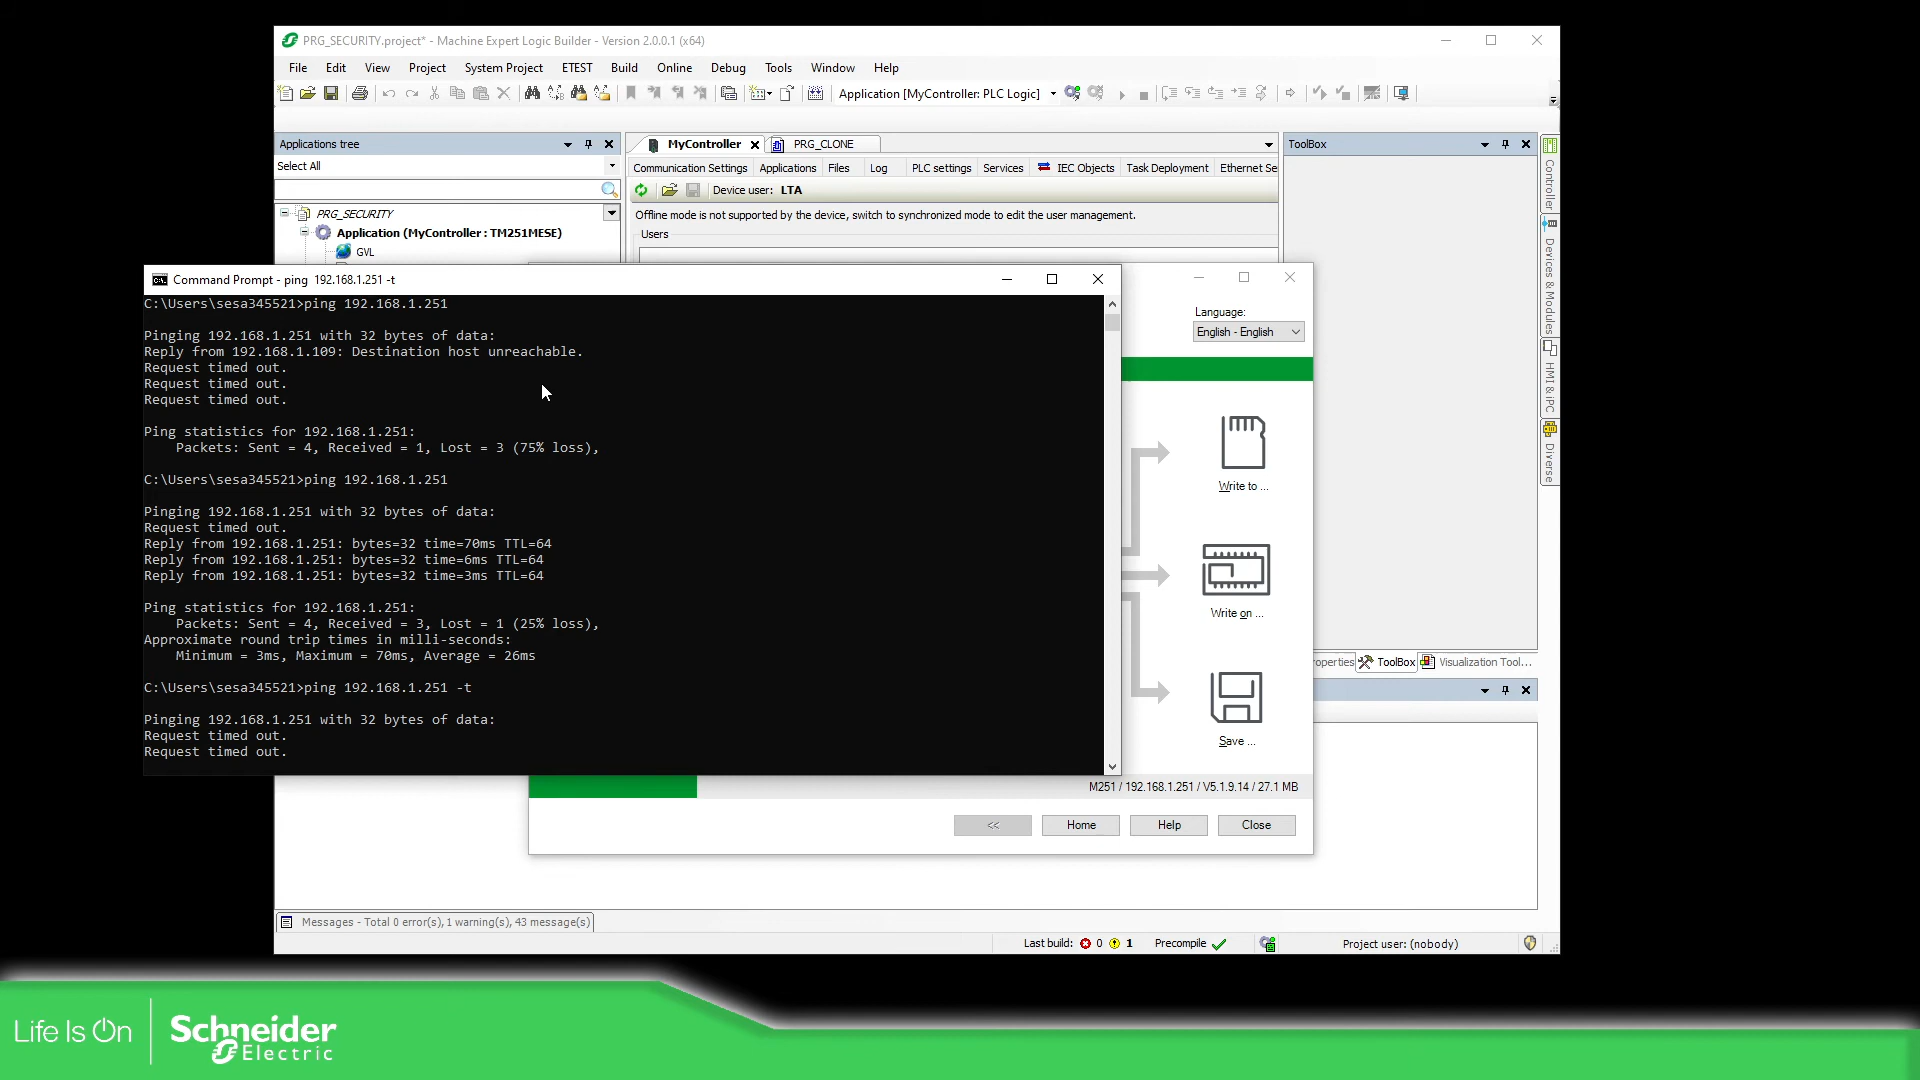 PRG_SECURITY.project* - Machine Expert Logic Builder - Version 2.0.0.1 (x64)
File Edit View Project System Project ETEST Build Online Debug Tools Window Help
Application [MyController: PLC Logic]
Applications tree
Select All
PRG_SECURITY
Application (MyController : TM251MESE)
GVL
MyController
PRG_CLONE
Communication Settings Applications Files Log PLC settings Services IEC Objects Task Deployment Ethernet Se
Device user: LTA
Offline mode is not supported by the device, switch to synchronized mode to edit the user management.
Users
ToolBox
Controller
Devices & Modules
HMI & iPC
Diverse
Command Prompt - ping 192.168.1.251 -t
C:\Users\sesa345521>ping 192.168.1.251
Pinging 192.168.1.251 with 32 bytes of data:
Reply from 192.168.1.109: Destination host unreachable.
Request timed out.
Request timed out.
Request timed out.
Ping statistics for 192.168.1.251:
Packets: Sent = 4, Received = 1, Lost = 3 (75% loss),
C:\Users\sesa345521>ping 192.168.1.251
Pinging 192.168.1.251 with 32 bytes of data:
Request timed out.
Reply from 192.168.1.251: bytes=32 time=70ms TTL=64
Reply from 192.168.1.251: bytes=32 time=6ms TTL=64
Reply from 192.168.1.251: bytes=32 time=3ms TTL=64
Ping statistics for 192.168.1.251:
Packets: Sent = 4, Received = 3, Lost = 1 (25% loss),
Approximate round trip times in milli-seconds:
Minimum = 3ms, Maximum = 70ms, Average = 26ms
C:\Users\sesa345521>ping 192.168.1.251 -t
Pinging 192.168.1.251 with 32 bytes of data:
Request timed out.
Request timed out.
Language:
English - English
Write to ...
Write on ...
Save ...
M251 / 192.168.1.251 / V5.1.9.14 / 27.1 MB
<< Home Help Close
roperties ToolBox Visualization Tool...
Messages - Total 0 error(s), 1 warning(s), 43 message(s)
Last build: 0 1 Precompile Project user: (nobody)
Life Is On
Schneider
Electric